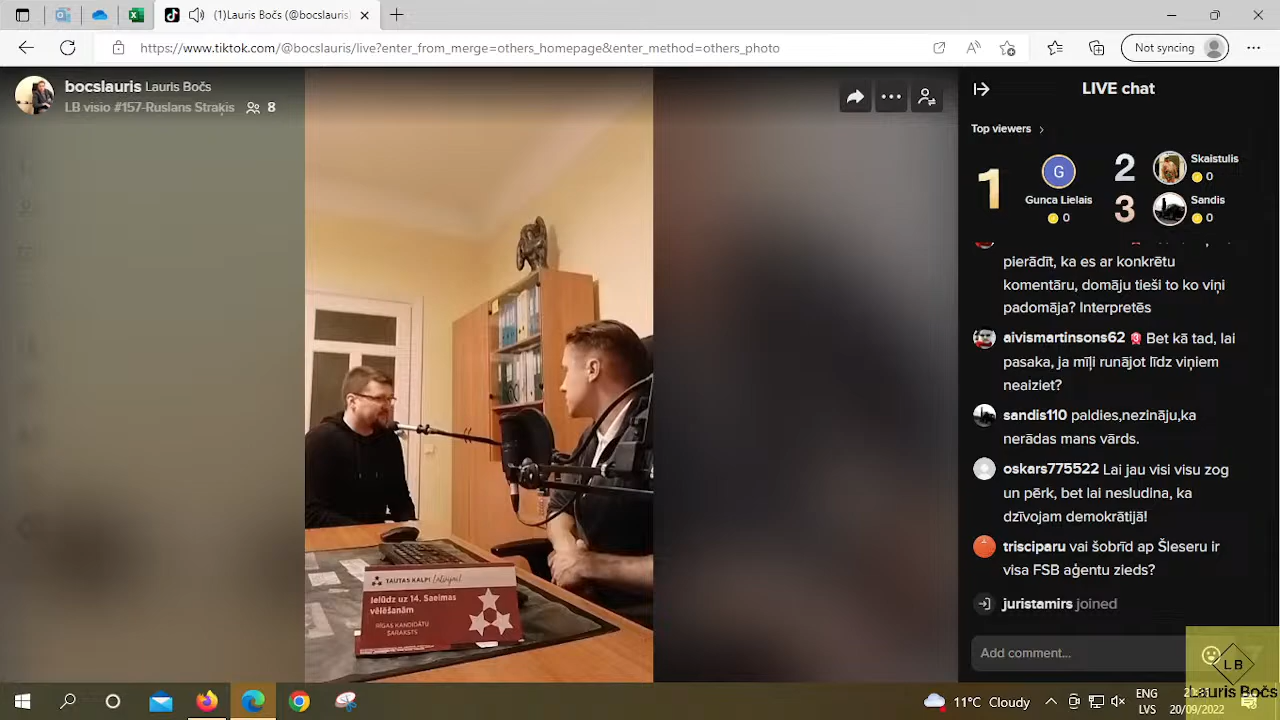 (1)Lauris Bočs (@bocslauris
https://www.tiktok.com/@bocslauris/live?enter_from_merge=others_homepage&enter_method=others_photo
Not syncing
bocslauris Lauris Bočs
LB visio #157-Ruslans Straķis 8
LIVE chat
Top viewers
1
G
Gunca Lielais
0
2
Skaistulis
0
3
Sandis
0
pierādīt, ka es ar konkrētu
komentāru, domāju tieši to ko viņi
padomāja? Interpretēs
aivismartinsons62 Bet kā tad, lai
pasaka, ja mīļi runājot līdz viņiem
neaiziet?
sandis110 paldies,nezināju,ka
nerādas mans vārds.
oskars775522 Lai jau visi visu zog
un pērk, bet lai nesludina, ka
dzīvojam demokrātijā!
trisciparu vai šobrīd ap Šleseru ir
visa FSB aģentu zieds?
juristamirs joined
Add comment...
TAUTAS KALPI Latvijai!
Ielūdz uz 14. Saeimas
vēlēšanām
RĪGAS KANDIDĀTU
SARAKSTS
LB
Lauris Bočs
11°C Cloudy
ENG
LVS
20/09/2022